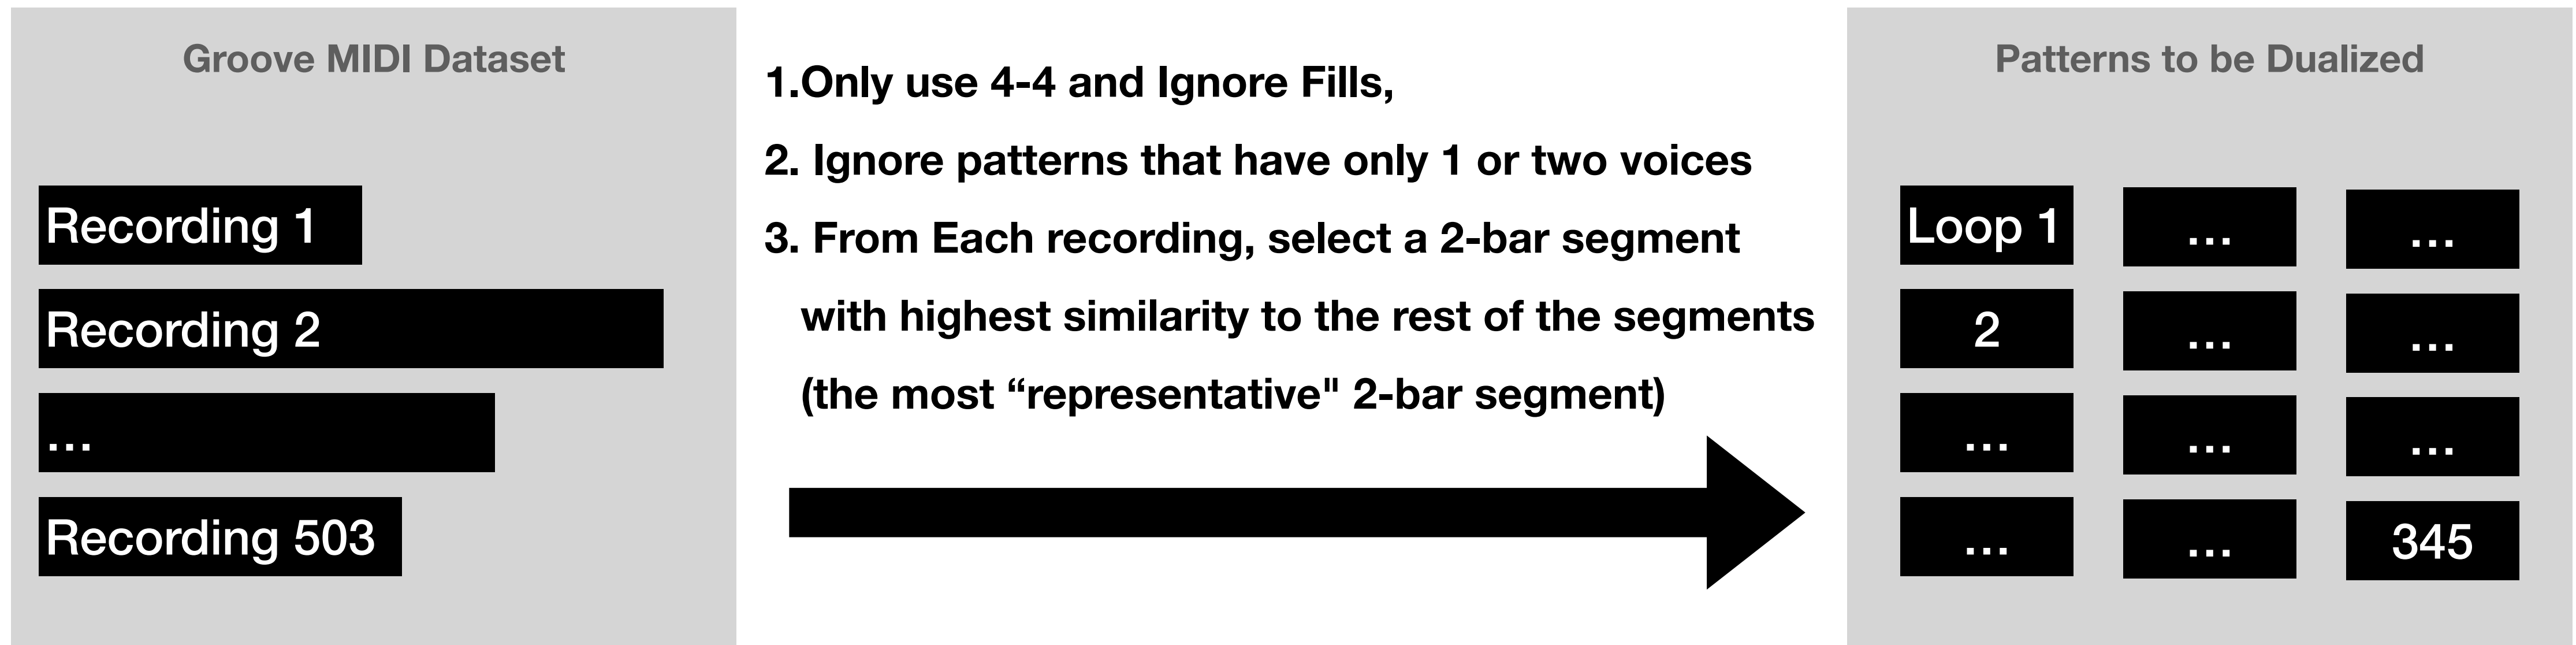 Groove MIDI Dataset
Recording 1
Recording 2
...
Recording 503
1.Only use 4-4 and Ignore Fills,
2. Ignore patterns that have only 1 or two voices
3. From Each recording, select a 2-bar segment
with highest similarity to the rest of the segments
(the most “representative" 2-bar segment)
Patterns to be Dualized
Loop 1 ... ...
2 ... ...
... ... ...
... ... 345